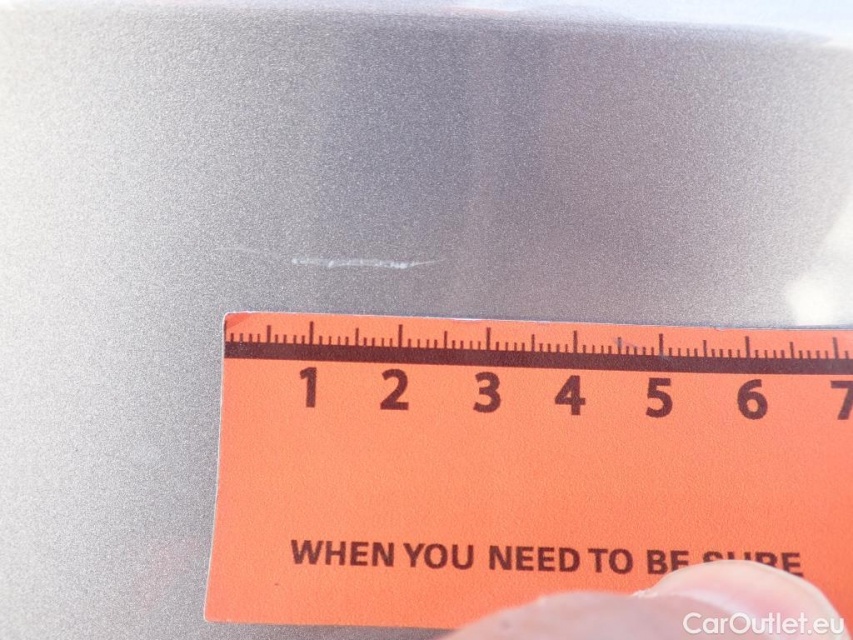 1 2 3 4 5 6 7
WHEN YOU NEED TO BE SURE
CarOutlet.eu